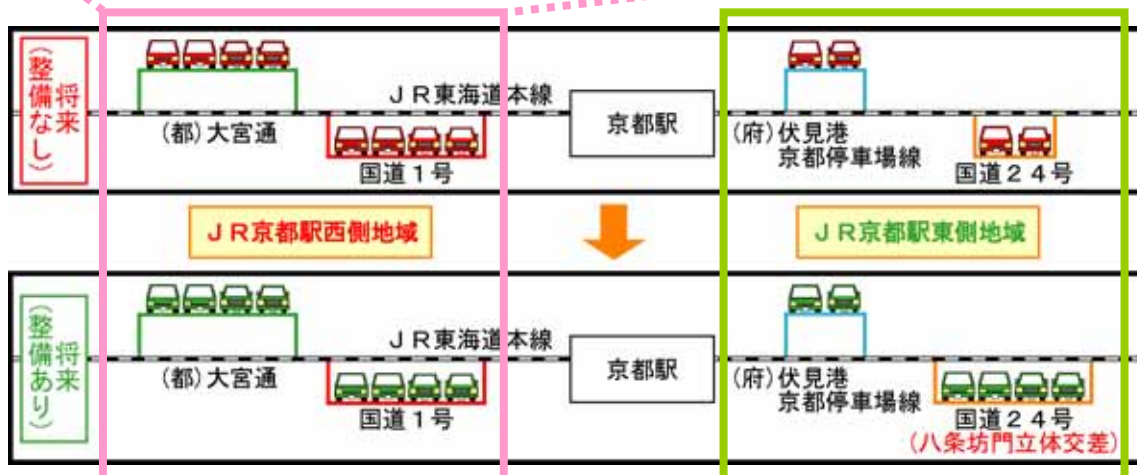 将来
（整備なし）
ＪＲ東海道本線
京都駅
(都)大宮通
国道１号
(府)伏見港
京都停車場線
国道２４号
ＪＲ京都駅西側地域
ＪＲ京都駅東側地域
将来
（整備あり）
ＪＲ東海道本線
京都駅
(都)大宮通
国道１号
(府)伏見港
京都停車場線
国道２４号
(八条坊門立体交差)